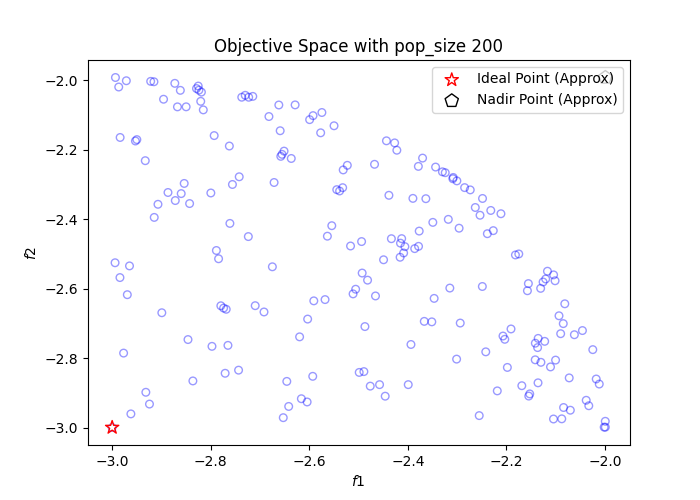 Objective Space with pop_size 200
Ideal Point (Approx)
Nadir Point (Approx)
f2
−2.0
−2.2
−2.4
−2.6
−2.8
−3.0
−3.0 −2.8 −2.6 −2.4 −2.2 −2.0
f1